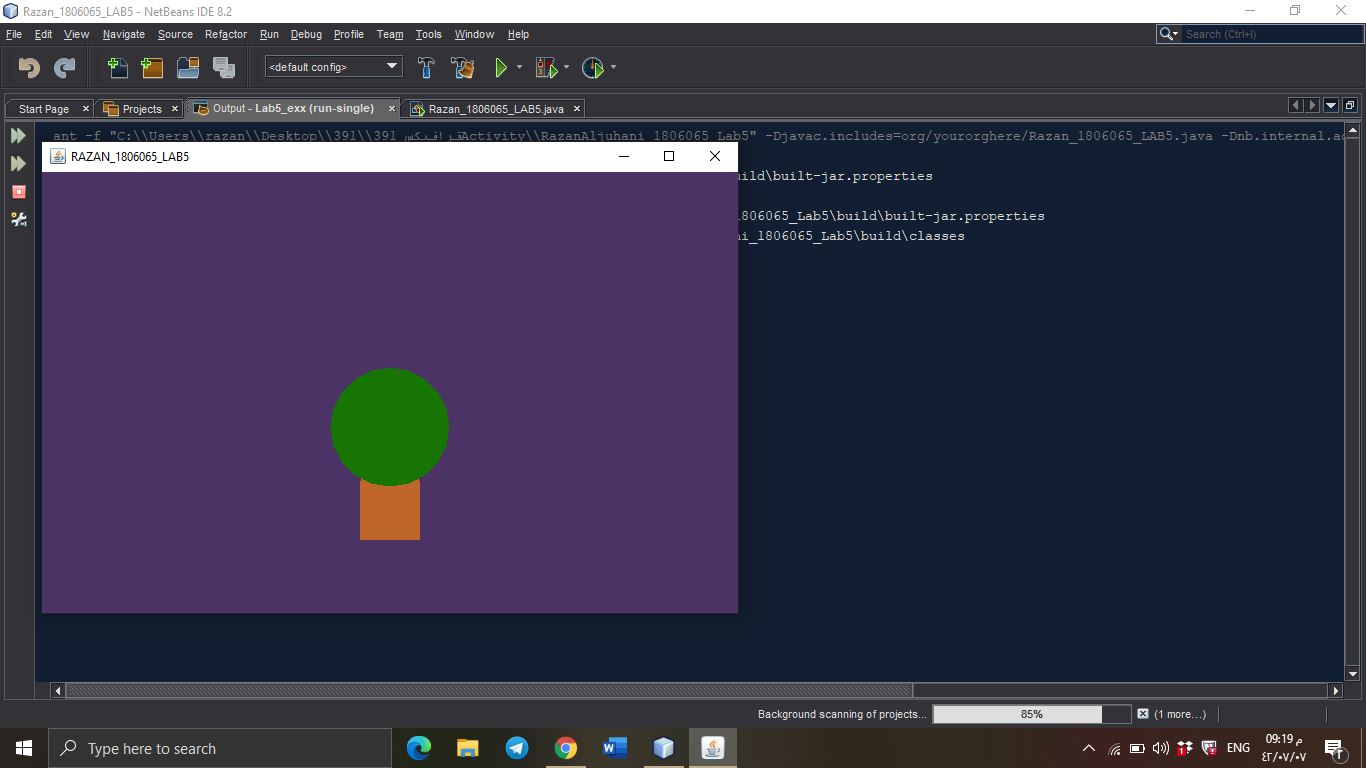 Razan_1806065_LAB5 - NetBeans IDE 8.2
File Edit View Navigate Source Refactor Run Debug Profile Team Tools Window Help
Search (Ctrl+I)
<default config>
Start Page Projects Output - Lab5_exx (run-single) Razan_1806065_LAB5.java
ant -f "C:\\Users\\razan\\Desktop\\391\\391 قرافيكس Activity\\RazanAljuhani_1806065_Lab5" -Djavac.includes=org/yourorghere/Razan_1806065_LAB5.java -Dnb.internal.ac
RAZAN_1806065_LAB5
ild\built-jar.properties
1806065_Lab5\build\built-jar.properties
ni_1806065_Lab5\build\classes
Background scanning of projects... 85% (1 more...)
Type here to search
ENG
09:19 م
٤٢/٠٧/٠٧